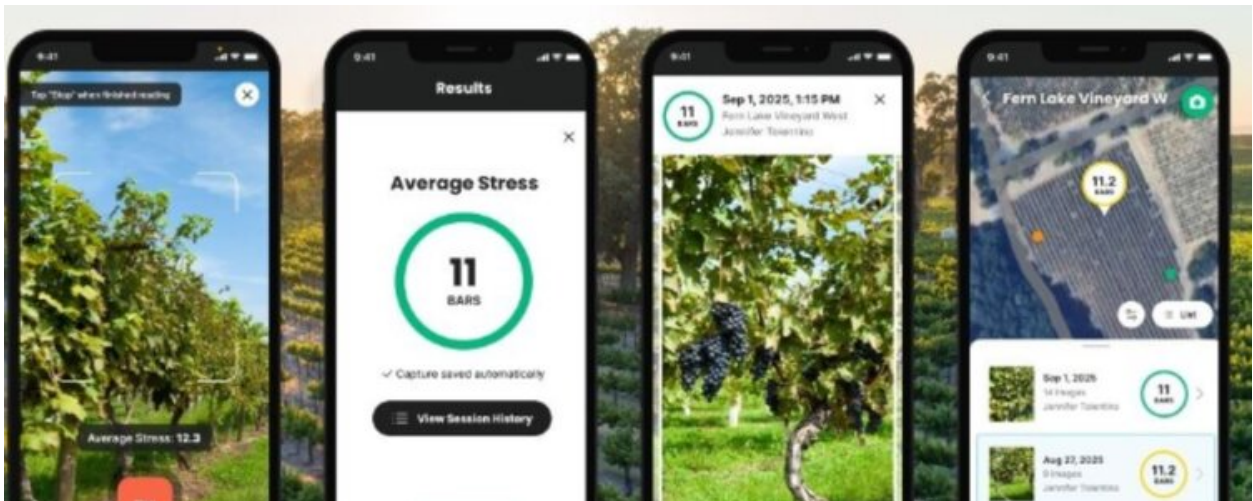 9:41
Tap "Stop" when finished reading
Average Stress: 12.3
9:41
Results
Average Stress
11
BARS
✓ Capture saved automatically
View Session History
9:41
11
BARS
Sep 1, 2025, 1:15 PM
Fern Lake Vineyard West
Jennifer Tolentino
9:41
Fern Lake Vineyard W
11.2
BARS
List
Sep 1, 2025
14 Images
Jennifer Tolentino
11
BARS
Aug 27, 2025
9 Images
Jennifer Tolentino
11.2
BARS